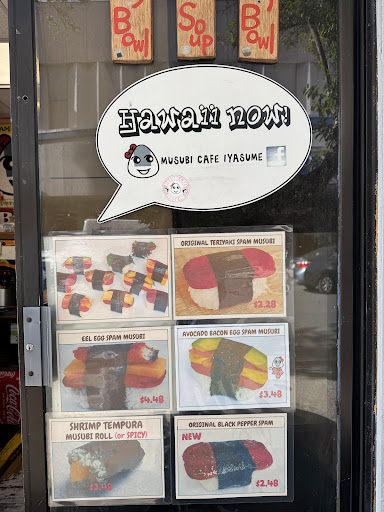 Bowl
Soup
Bowl
Hawaii now!
MUSUBI CAFE IYASUME f
ORIGINAL TERIYAKI SPAM MUSUBI
$2.28
EEL EGG SPAM MUSUBI
$4.48
AVOCADO BACON EGG SPAM MUSUBI
$3.48
SHRIMP TEMPURA
MUSUBI ROLL (or SPICY)
ORIGINAL BLACK PEPPER SPAM
NEW
$2.48